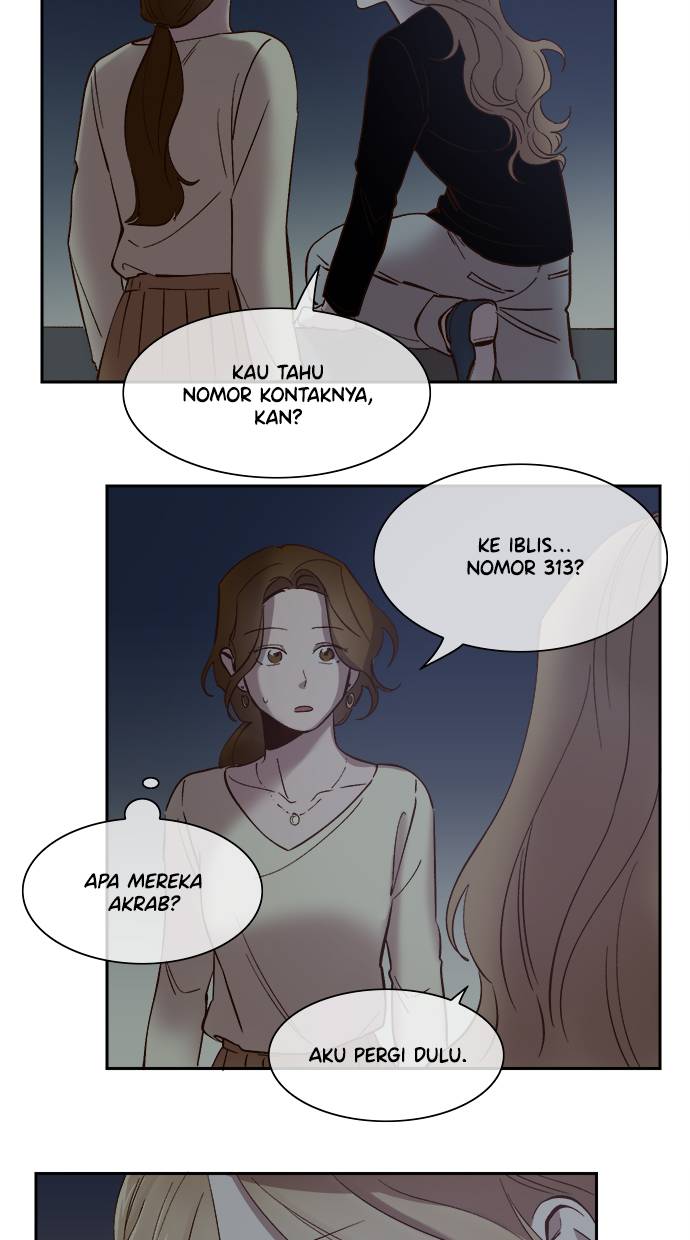 KAU TAHU
NOMOR KONTAKNYA,
KAN?
KE IBLIS...
NOMOR 313?
APA MEREKA
AKRAB?
AKU PERGI DULU.